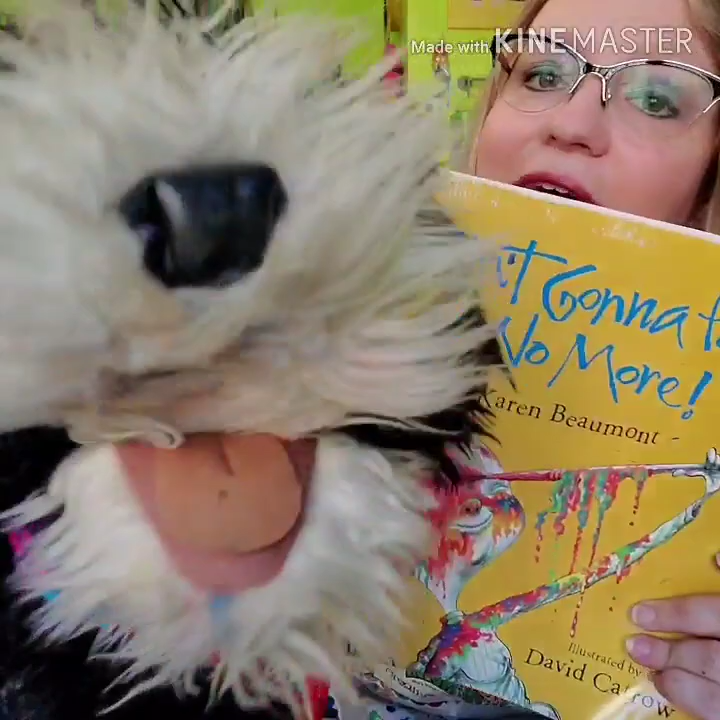 Made with KINEMASTER
Gonna
No More!
Karen Beaumont
Illustrated by
David Catrow